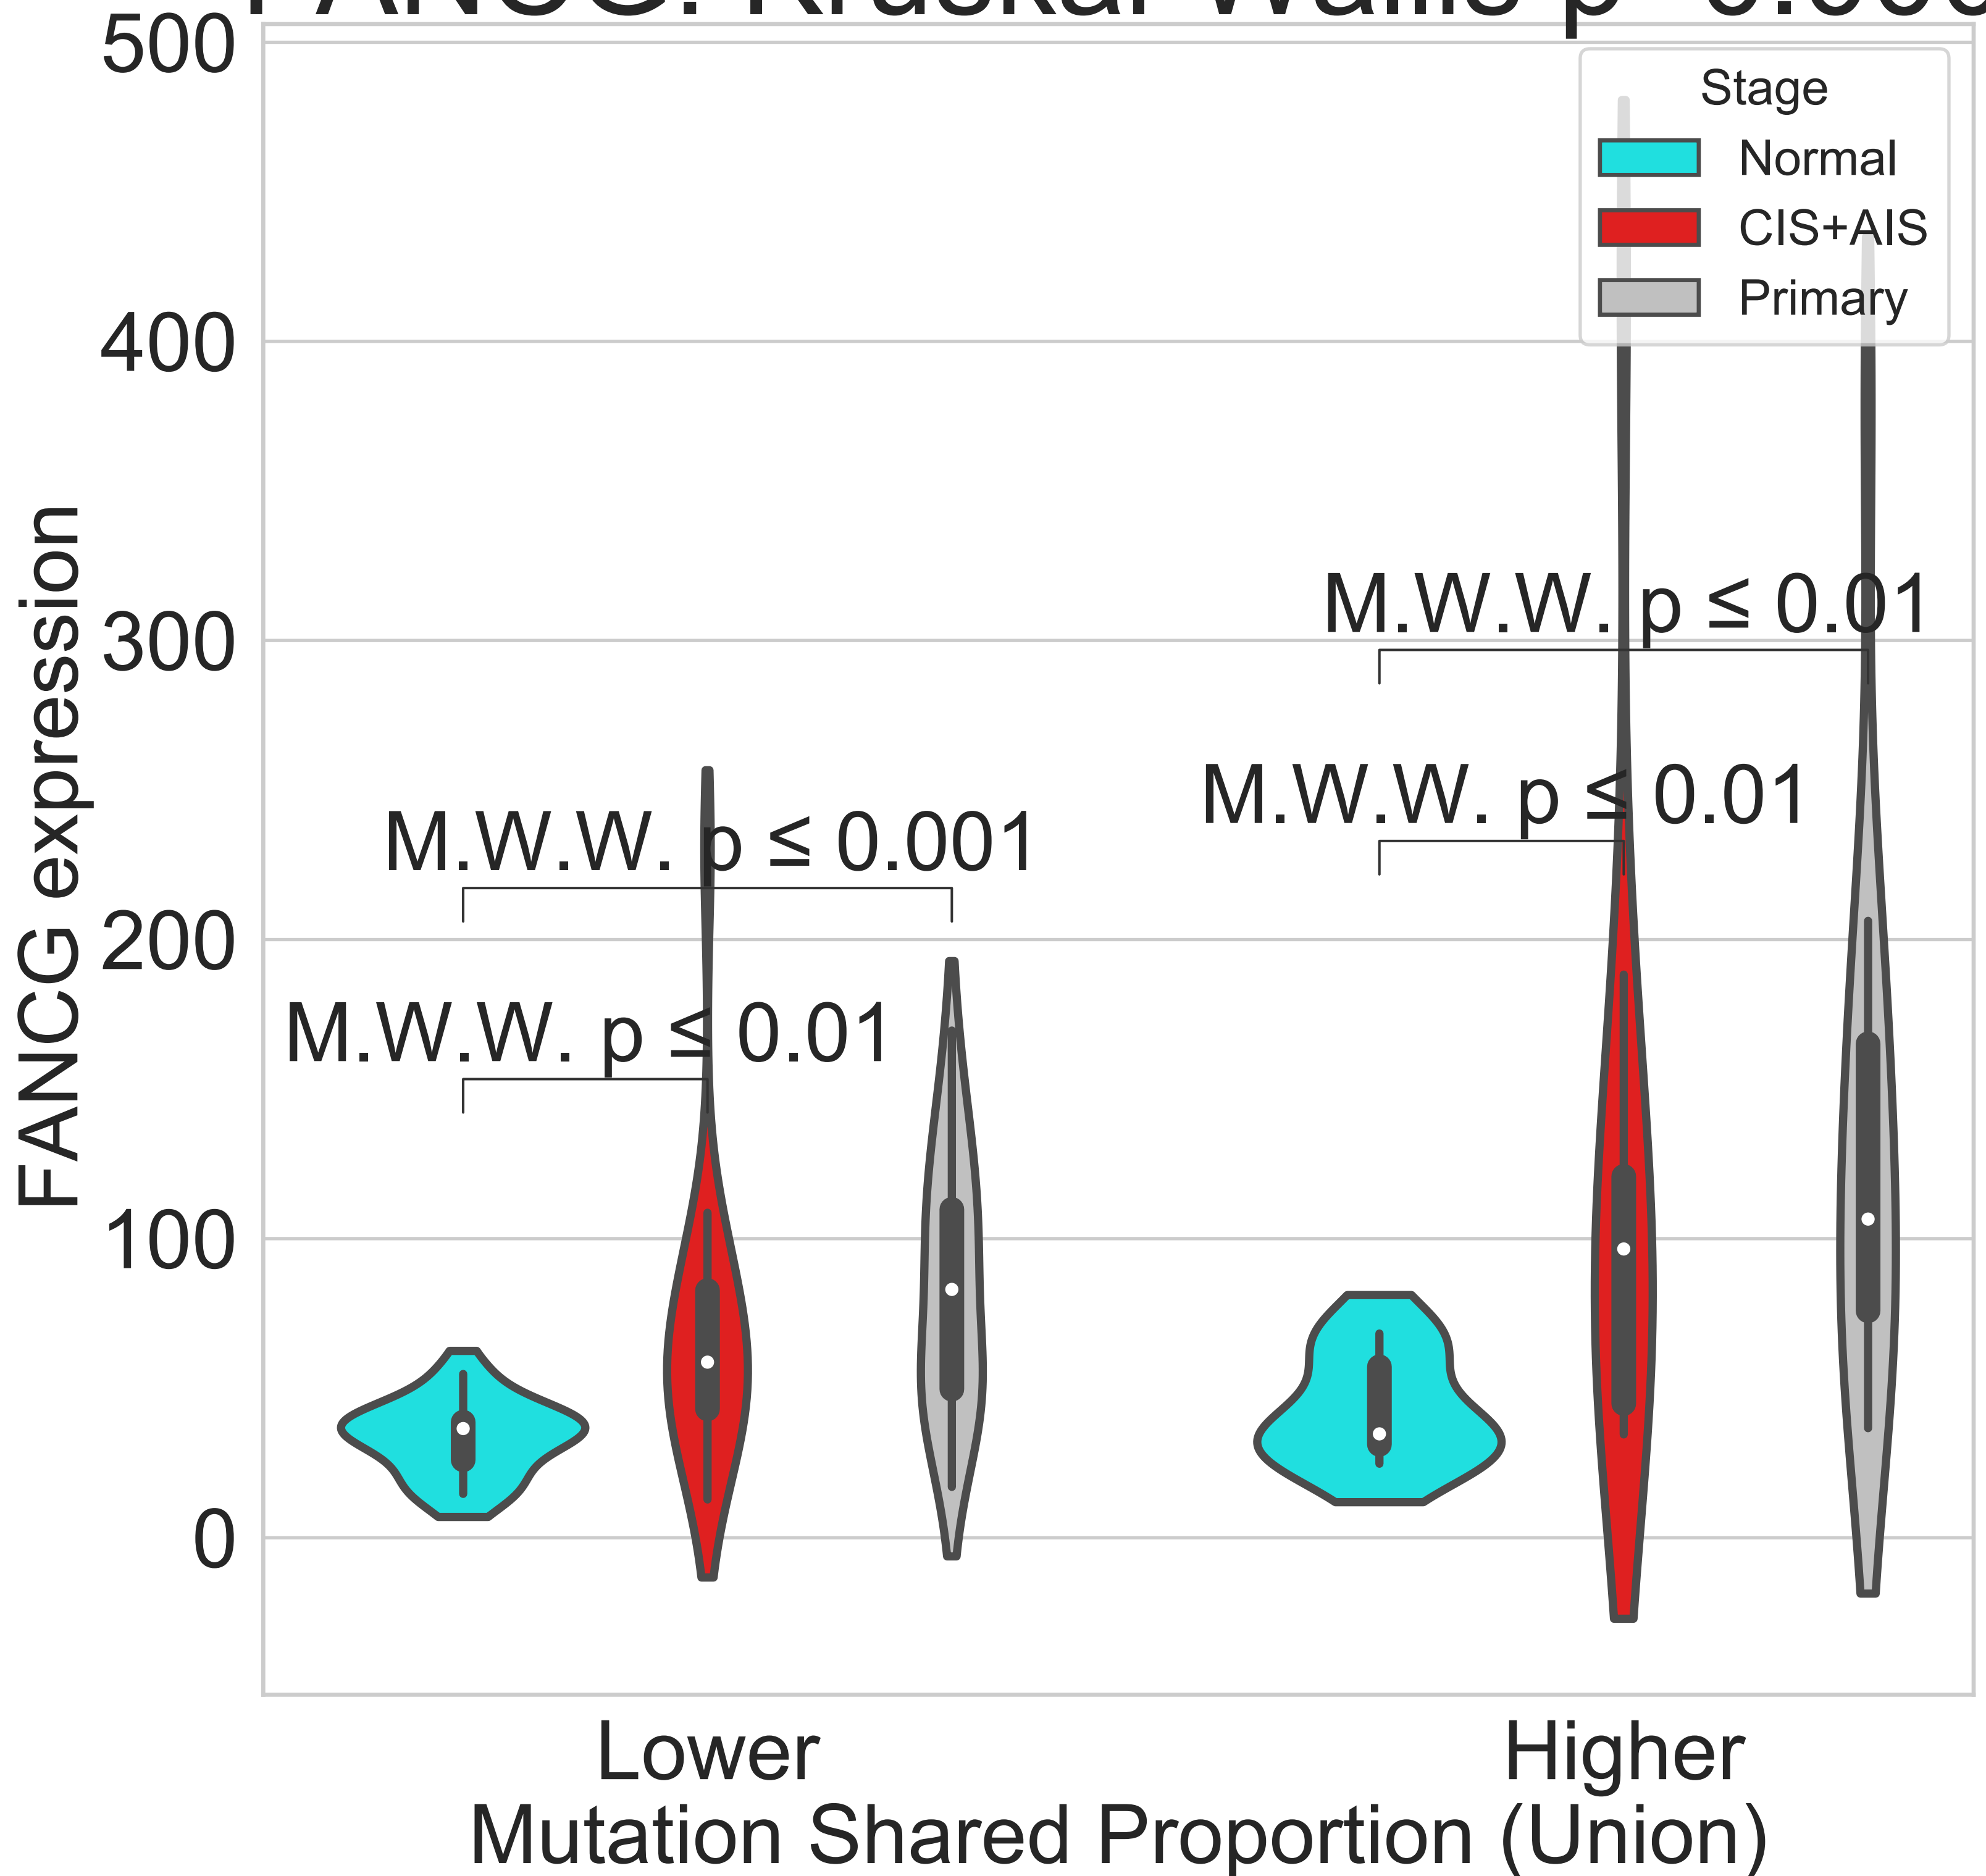 Stage
Normal
CIS+AIS
Primary
500
400
300
200
100
0
FANCG expression
M.W.W. p ≤ 0.01
M.W.W. p ≤ 0.01
M.W.W. p ≤ 0.001
M.W.W. p ≤ 0.01
Lower
Higher
Mutation Shared Proportion (Union)